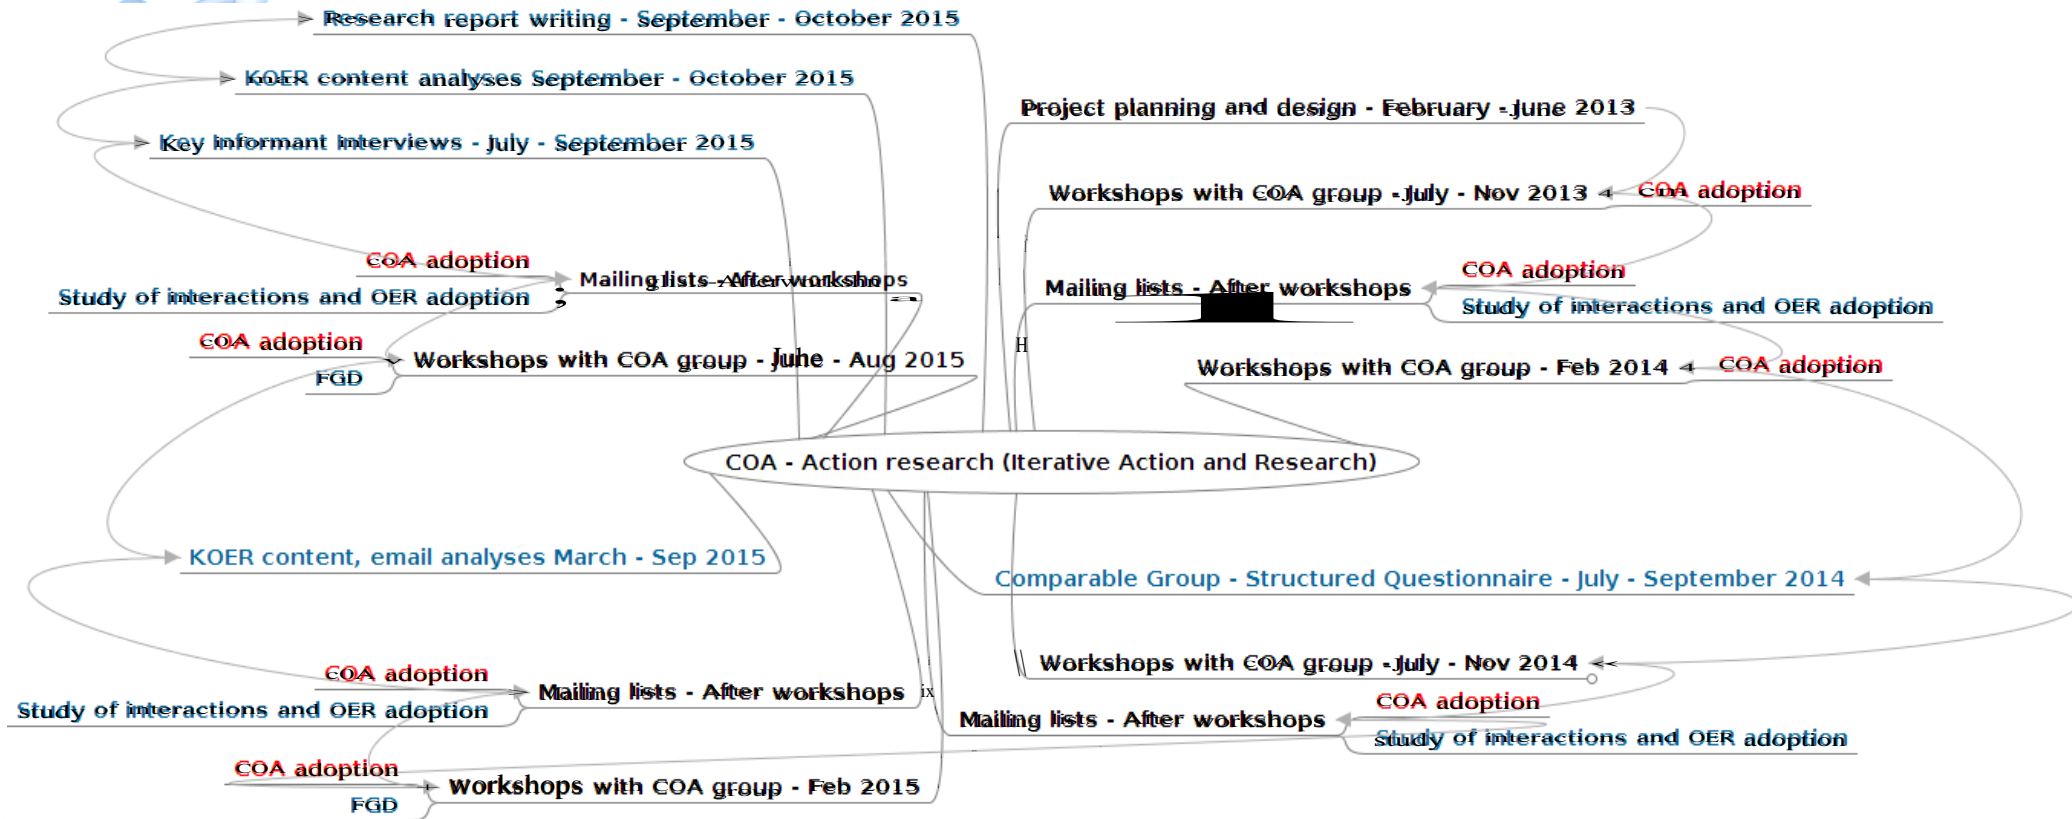 Research report writing - September - October 2015
KOER content analyses September - October 2015
Key informant interviews - July - September 2015
COA adoption
Mailing lists - After workshops
Study of interactions and OER adoption
COA adoption
Workshops with COA group - June - Aug 2015
FGD
KOER content, email analyses March - Sep 2015
COA adoption
Mailing lists - After workshops
Study of interactions and OER adoption
COA adoption
Workshops with COA group - Feb 2015
FGD
COA - Action research (Iterative Action and Research)
Project planning and design - February - June 2013
Workshops with COA group - July - Nov 2013
COA adoption
Mailing lists - After workshops
COA adoption
Study of interactions and OER adoption
H
Workshops with COA group - Feb 2014
COA adoption
Comparable Group - Structured Questionnaire - July - September 2014
Workshops with COA group - July - Nov 2014
ix
Mailing lists - After workshops
COA adoption
Study of interactions and OER adoption